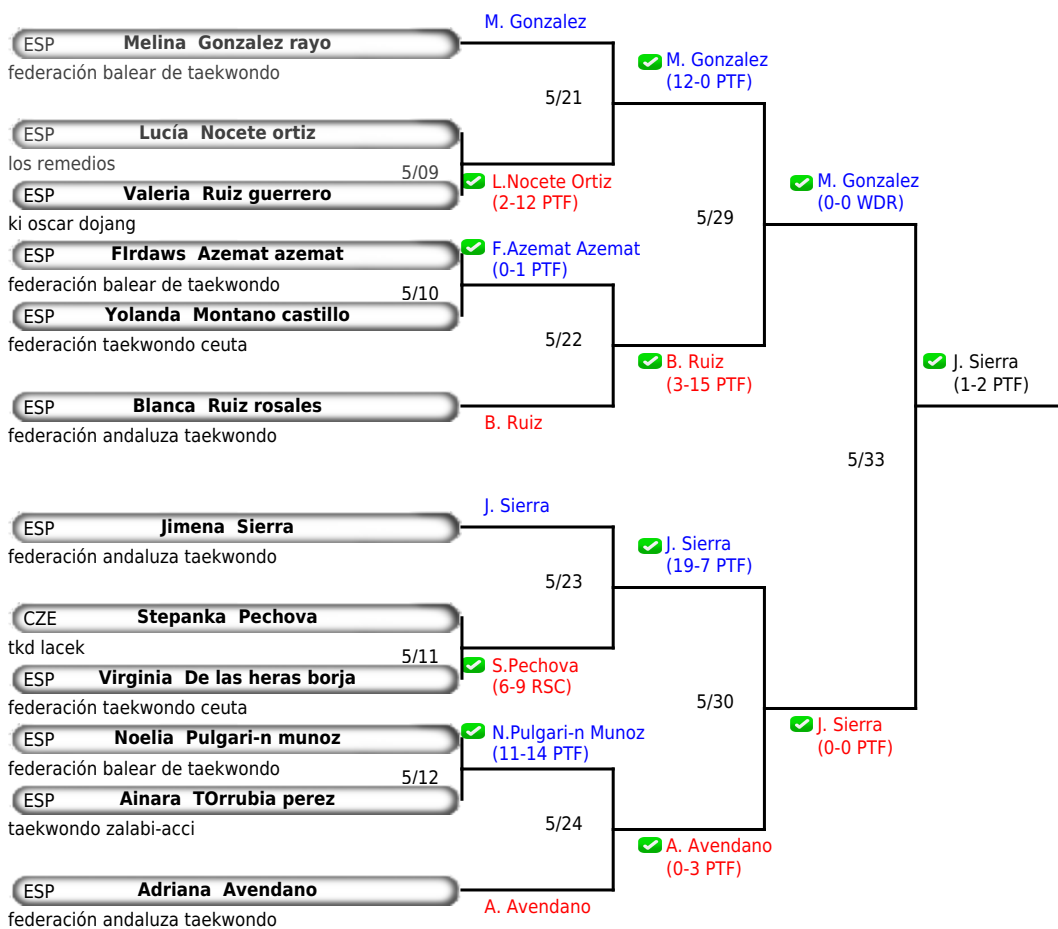 M. Gonzalez
ESP Melina Gonzalez rayo
federación balear de taekwondo
M. Gonzalez
(12-0 PTF)
5/21
ESP Lucía Nocete ortiz
los remedios
5/09
L.Nocete Ortiz
(2-12 PTF)
ESP Valeria Ruiz guerrero
ki oscar dojang
M. Gonzalez
(0-0 WDR)
5/29
ESP FIrdaws Azemat azemat
F.Azemat Azemat
(0-1 PTF)
federación balear de taekwondo
5/10
ESP Yolanda Montano castillo
federación taekwondo ceuta
5/22
B. Ruiz
(3-15 PTF)
J. Sierra
(1-2 PTF)
ESP Blanca Ruiz rosales
B. Ruiz
federación andaluza taekwondo
5/33
J. Sierra
ESP Jimena Sierra
federación andaluza taekwondo
J. Sierra
(19-7 PTF)
5/23
CZE Stepanka Pechova
tkd lacek
5/11
S.Pechova
(6-9 RSC)
ESP Virginia De las heras borja
federación taekwondo ceuta
5/30
J. Sierra
(0-0 PTF)
ESP Noelia Pulgari-n munoz
N.Pulgari-n Munoz
(11-14 PTF)
federación balear de taekwondo
5/12
ESP Ainara TOrrubia perez
taekwondo zalabi-acci
5/24
A. Avendano
(0-3 PTF)
ESP Adriana Avendano
A. Avendano
federación andaluza taekwondo